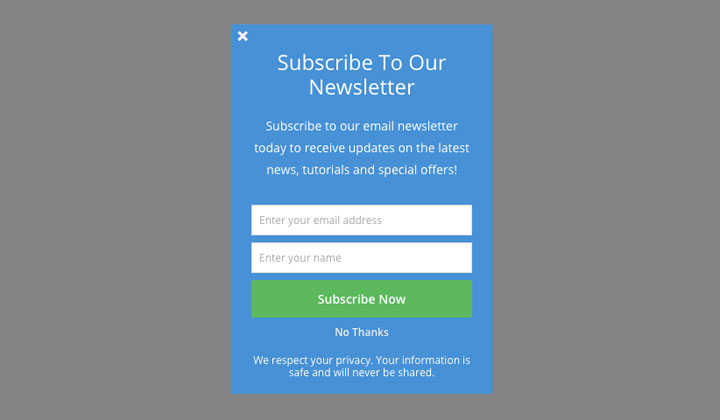 Subscribe To Our
Newsletter
Subscribe to our email newsletter
today to receive updates on the latest
news, tutorials and special offers!
Enter your email address
Enter your name
Subscribe Now
No Thanks
We respect your privacy. Your information is
safe and will never be shared.